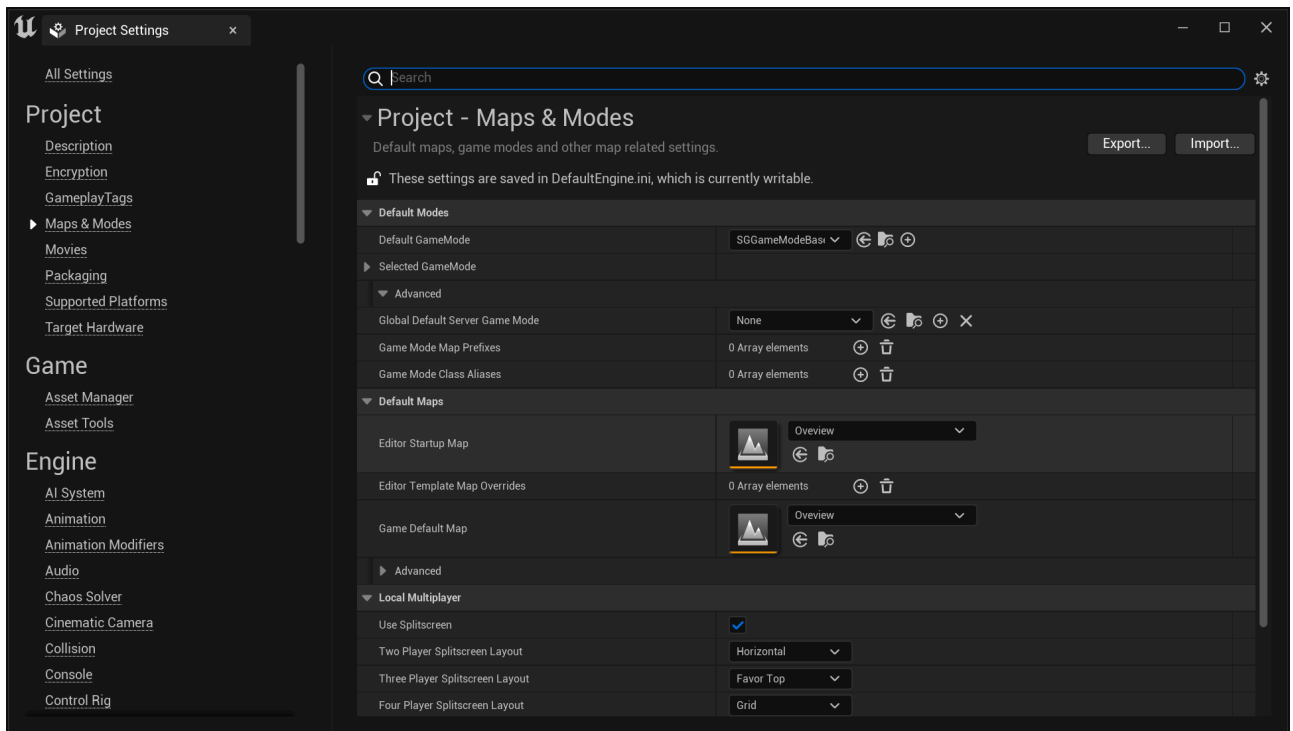 Project Settings
All Settings
Project
Description
Encryption
GameplayTags
Maps & Modes
Movies
Packaging
Supported Platforms
Target Hardware
Game
Asset Manager
Asset Tools
Engine
AI System
Animation
Animation Modifiers
Audio
Chaos Solver
Cinematic Camera
Collision
Console
Control Rig
Search
Project - Maps & Modes
Default maps, game modes and other map related settings.
Export...
Import...
These settings are saved in DefaultEngine.ini, which is currently writable.
Default Modes
Default GameMode
SGGameModeBas
Selected GameMode
Advanced
Global Default Server Game Mode
None
Game Mode Map Prefixes
0 Array elements
Game Mode Class Aliases
0 Array elements
Default Maps
Editor Startup Map
Oveview
Editor Template Map Overrides
0 Array elements
Game Default Map
Oveview
Advanced
Local Multiplayer
Use Splitscreen
Two Player Splitscreen Layout
Horizontal
Three Player Splitscreen Layout
Favor Top
Four Player Splitscreen Layout
Grid